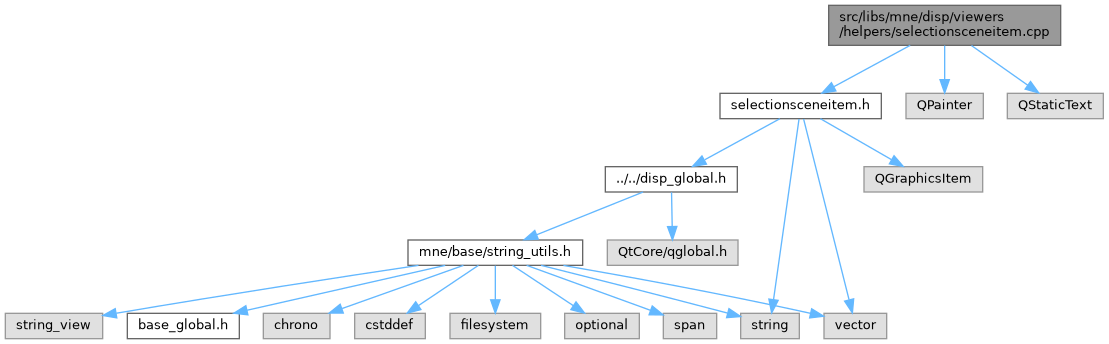 src/libs/mne/disp/viewers
/helpers/selectionsceneitem.cpp
selectionsceneitem.h
QPainter
QStaticText
../../disp_global.h
QGraphicsItem
mne/base/string_utils.h
QtCore/qglobal.h
string_view
base_global.h
chrono
cstddef
filesystem
optional
span
string
vector